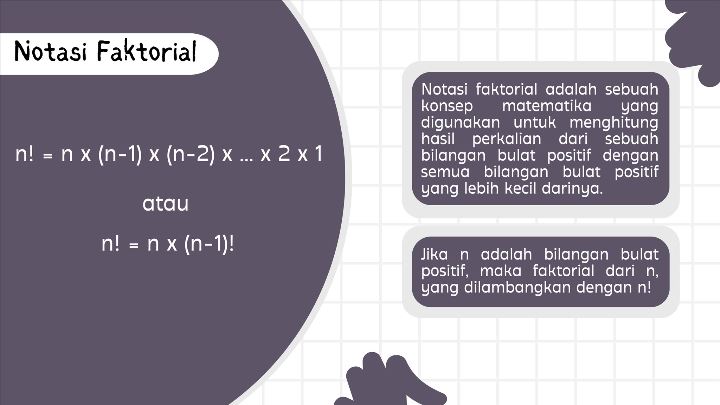 Notasi Faktorial
n! = n x (n-1) x (n-2) x ... x 2 x 1
atau
n! = n x (n-1)!
Notasi faktorial adalah sebuah
konsep matematika yang
digunakan untuk menghitung
hasil perkalian dari sebuah
bilangan bulat positif dengan
semua bilangan bulat positif
yang lebih kecil darinya.
Jika n adalah bilangan bulat
positif, maka faktorial dari n,
yang dilambangkan dengan n!